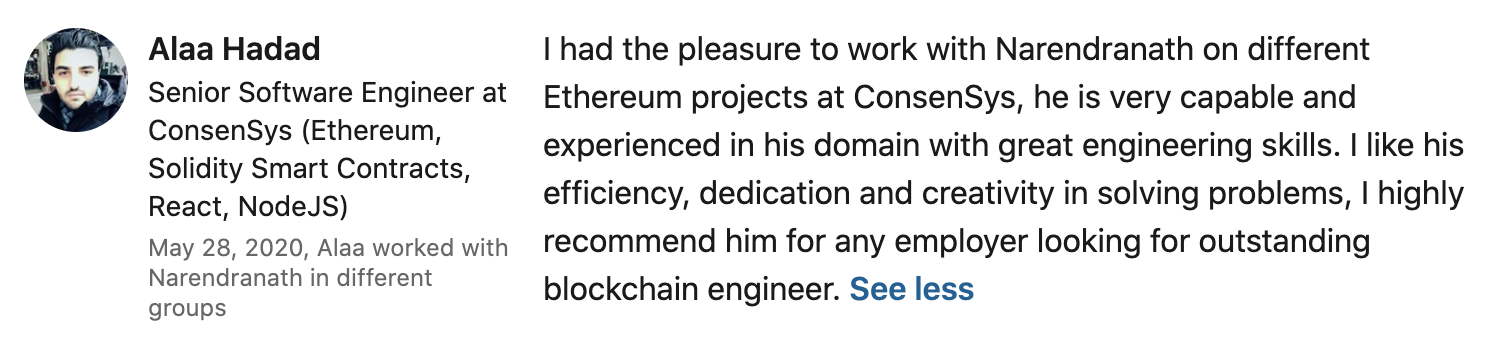 Alaa Hadad
Senior Software Engineer at
ConsenSys (Ethereum,
Solidity Smart Contracts,
React, NodeJS)
May 28, 2020, Alaa worked with
Narendranath in different
groups
I had the pleasure to work with Narendranath on different
Ethereum projects at ConsenSys, he is very capable and
experienced in his domain with great engineering skills. I like his
efficiency, dedication and creativity in solving problems, I highly
recommend him for any employer looking for outstanding
blockchain engineer. See less